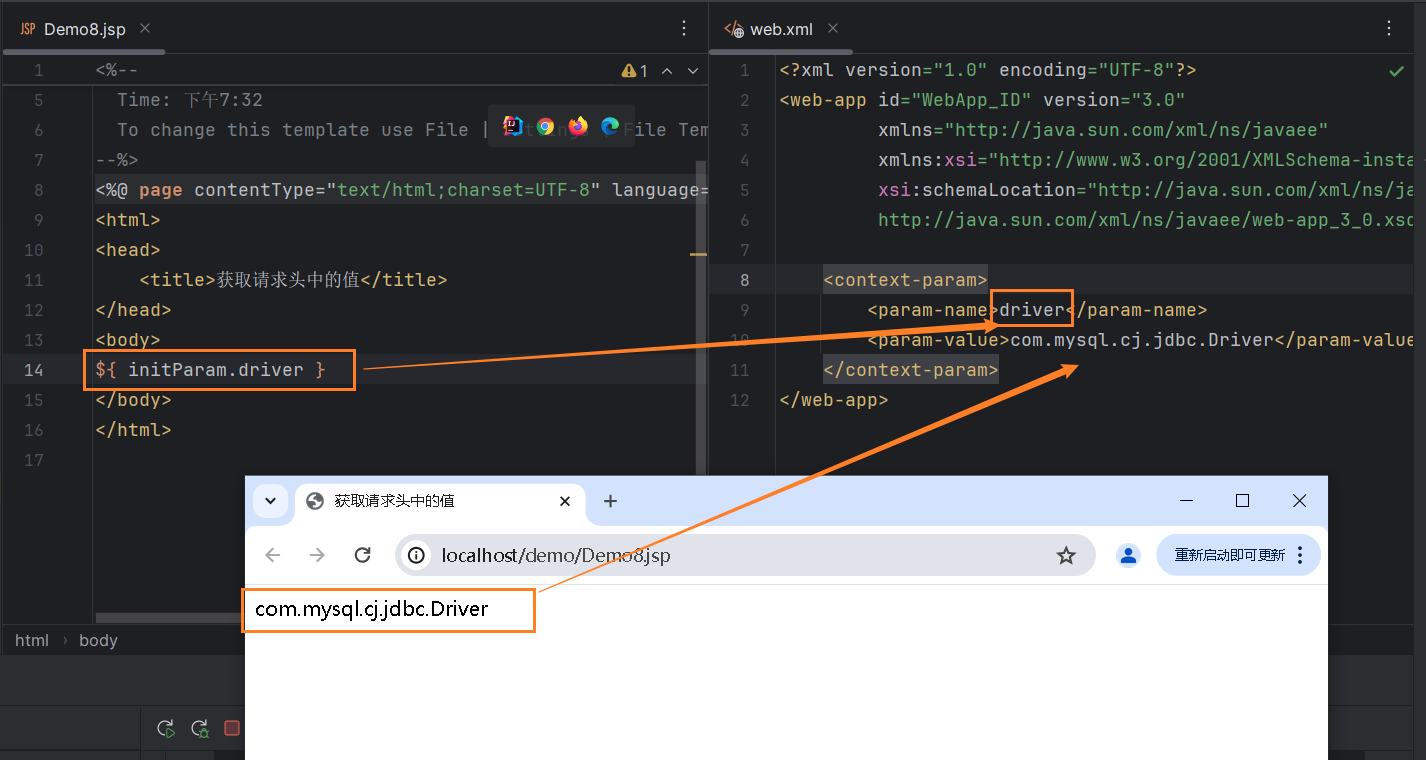 JSP Demo8.jsp
1 <%--
1
5 Time: 下午7:32
6 To change this template use File | File Tem
7 --%>
8 <%@ page contentType="text/html;charset=UTF-8" language=
9 <html>
10 <head>
11 <title>获取请求头中的值</title>
12 </head>
13 <body>
14 ${ initParam.driver }
15 </body>
16 </html>
17
html › body
web.xml
1 <?xml version="1.0" encoding="UTF-8"?>
2 <web-app id="WebApp_ID" version="3.0"
3 xmlns="http://java.sun.com/xml/ns/javaee"
4 xmlns:xsi="http://www.w3.org/2001/XMLSchema-insta
5 xsi:schemaLocation="http://java.sun.com/xml/ns/ja
6 http://java.sun.com/xml/ns/javaee/web-app_3_0.xsd
7
8 <context-param>
9 <param-name>driver</param-name>
10 <param-value>com.mysql.cj.jdbc.Driver</param-value
11 </context-param>
12 </web-app>
获取请求头中的值
localhost/demo/Demo8.jsp
重新启动即可更新
com.mysql.cj.jdbc.Driver